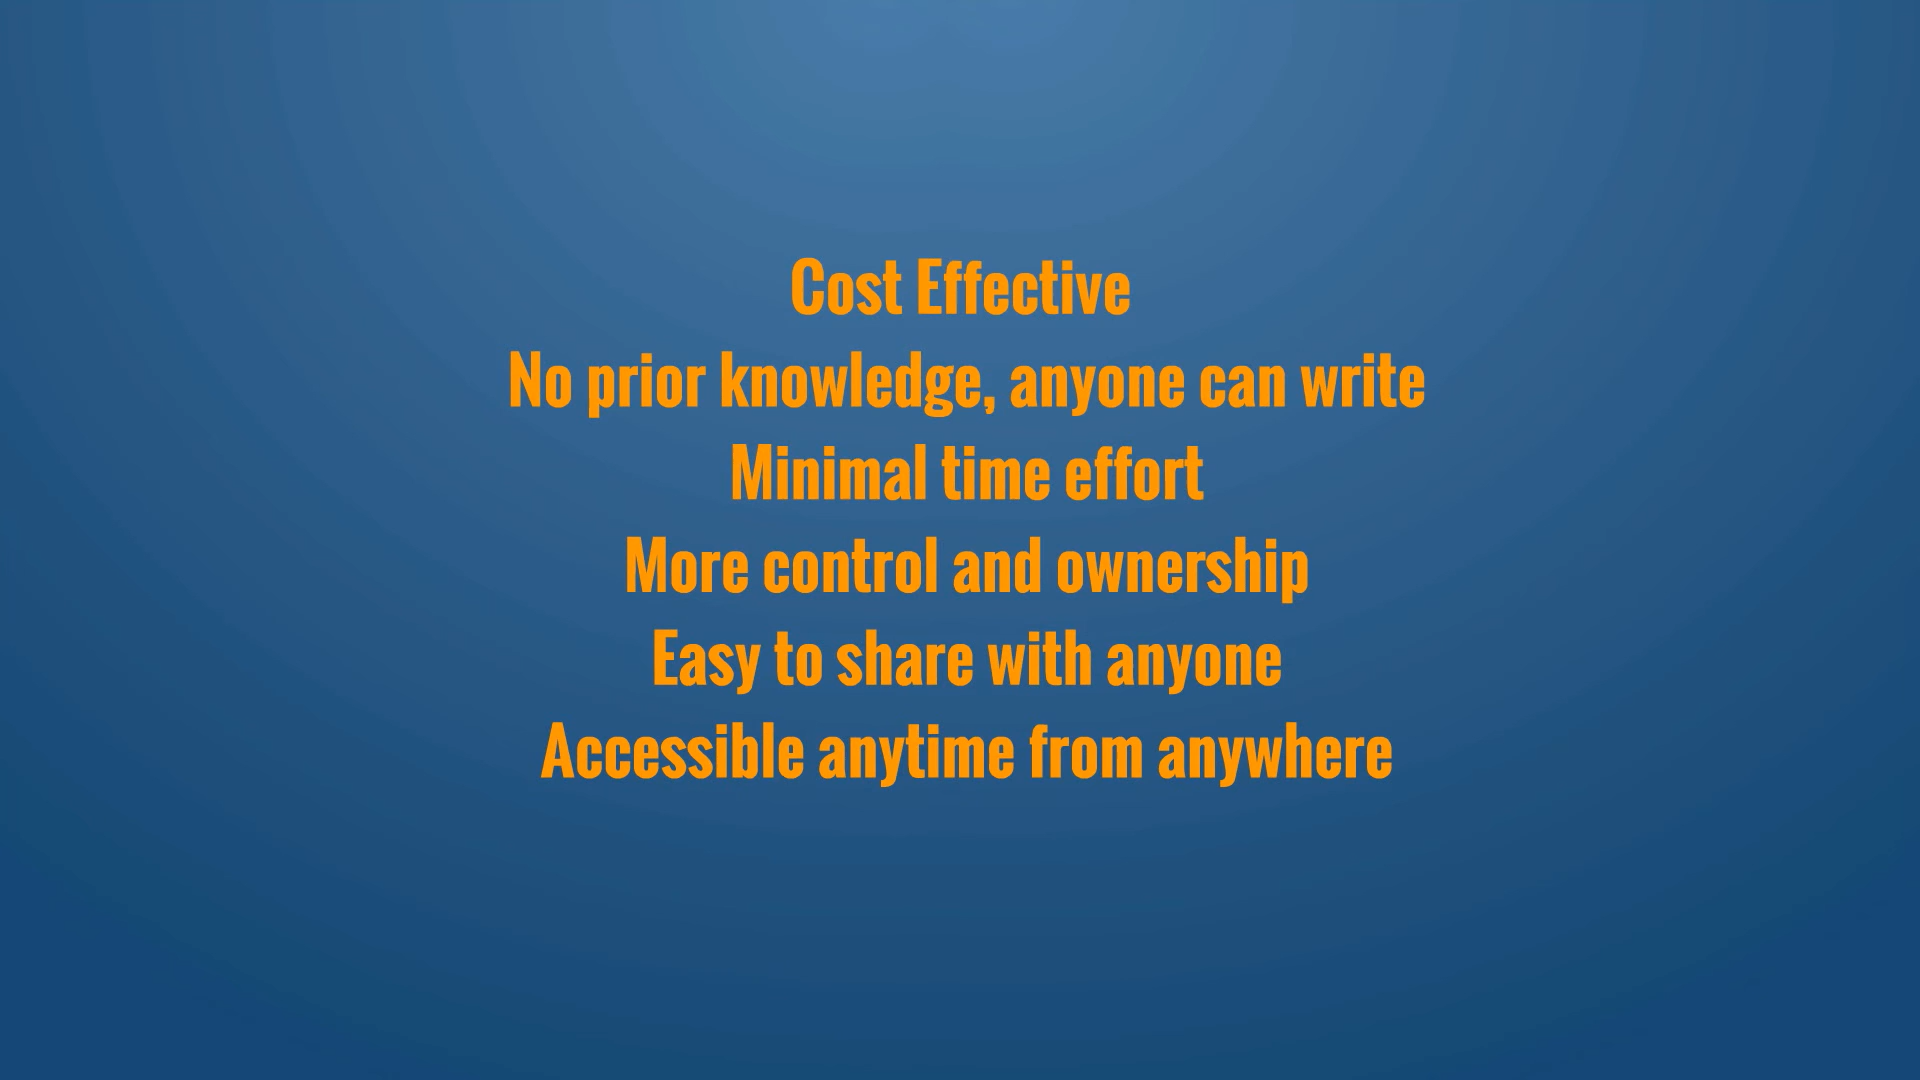 Cost Effective
No prior knowledge, anyone can write
Minimal time effort
More control and ownership
Easy to share with anyone
Accessible anytime from anywhere